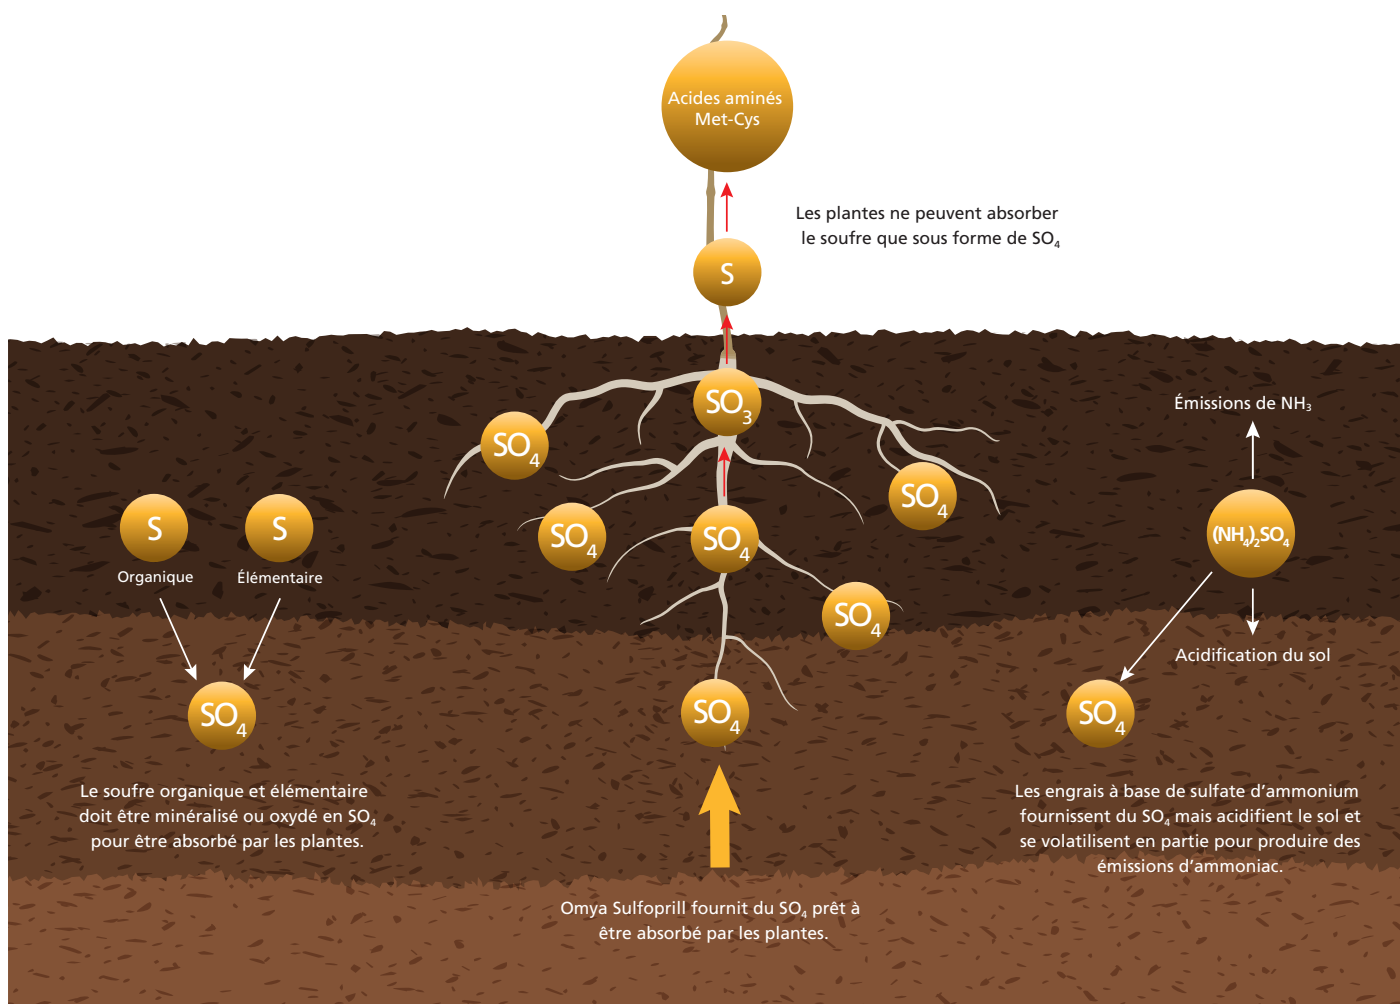 Acides aminés
Met-Cys
Les plantes ne peuvent absorber
le soufre que sous forme de SO₄
S
SO₃
Émissions de NH₃
SO₄
SO₄
S
S
(NH₄)₂SO₄
SO₄
SO₄
Organique
Élémentaire
SO₄
Acidification du sol
SO₄
SO₄
SO₄
Le soufre organique et élémentaire
doit être minéralisé ou oxydé en SO₄
pour être absorbé par les plantes.
Les engrais à base de sulfate d’ammonium
fournissent du SO₄ mais acidifient le sol et
se volatilisent en partie pour produire des
émissions d’ammoniac.
Omya Sulfoprill fournit du SO₄ prêt à
être absorbé par les plantes.